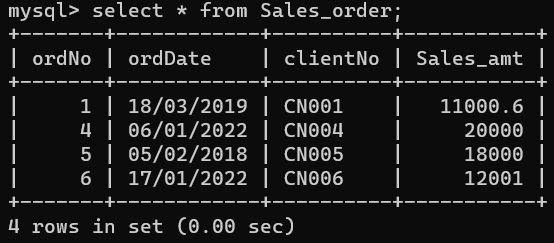 mysql> select * from Sales_order;
+-------+------------+----------+-----------+
| ordNo | ordDate    | clientNo | Sales_amt |
+-------+------------+----------+-----------+
|     1 | 18/03/2019 | CN001    |   11000.6 |
|     4 | 06/01/2022 | CN004    |     20000 |
|     5 | 05/02/2018 | CN005    |     18000 |
|     6 | 17/01/2022 | CN006    |     12001 |
+-------+------------+----------+-----------+
4 rows in set (0.00 sec)